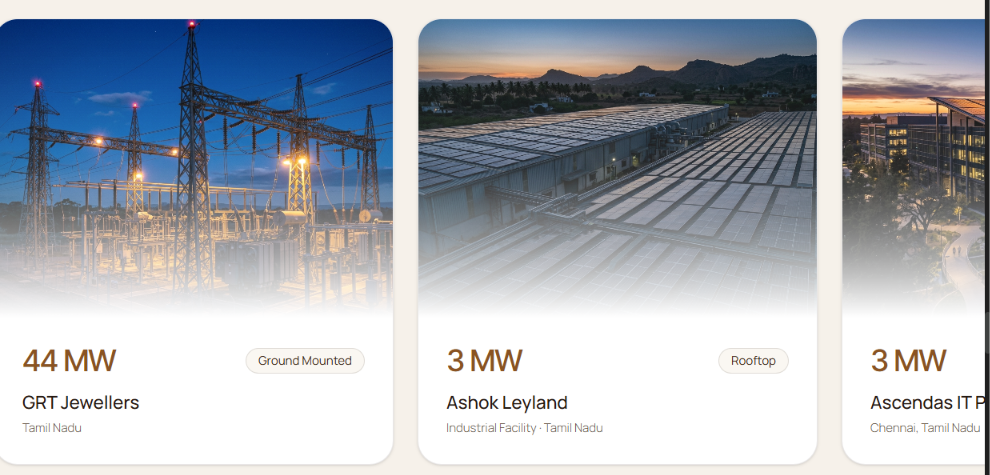 44 MW
Ground Mounted
GRT Jewellers
Tamil Nadu
3 MW
Rooftop
Ashok Leyland
Industrial Facility · Tamil Nadu
3 MW
Ascendas IT P
Chennai, Tamil Nadu